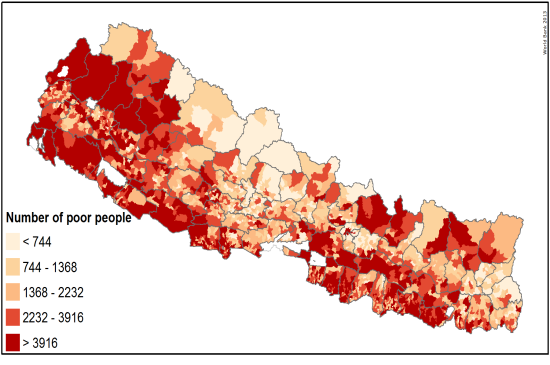 World Bank 2013
Number of poor people
< 744
744 - 1368
1368 - 2232
2232 - 3916
> 3916